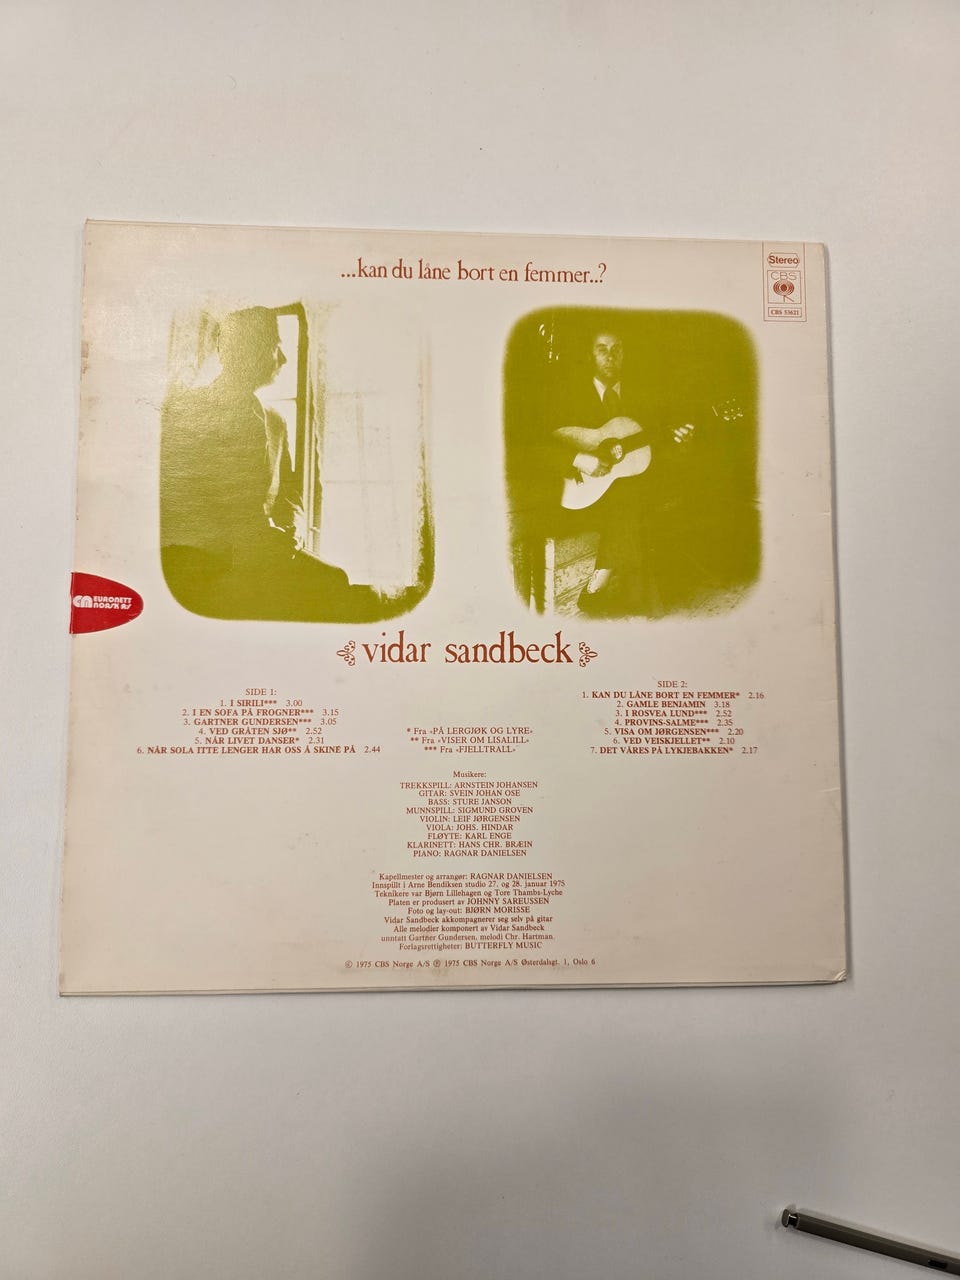 ...kan du låne bort en femmer..?
Stereo
CBS
CBS 53621
EURONETT
NORSK AS
vidar sandbeck
SIDE 1:
1. I SIRILI*** 3.00
2. I EN SOFA PÅ FROGNER*** 3.15
3. GARTNER GUNDERSEN*** 3.05
4. VED GRÅTEN SJØ** 2.52
5. NÅR LIVET DANSER* 2.31
6. NÅR SOLA ITTE LENGER HAR OSS Å SKINE PÅ 2.44
* Fra «PÅ LERGJØK OG LYRE»
** Fra «VISER OM LISALILL»
*** Fra «FJELLTRALL»
SIDE 2:
1. KAN DU LÅNE BORT EN FEMMER* 2.16
2. GAMLE BENJAMIN 3.18
3. I ROSVEA LUND*** 2.52
4. PROVINS-SALME*** 2.35
5. VISA OM JØRGENSEN*** 2.20
6. VED VEISKJELLET** 2.10
7. DET VÅRES PÅ LYKJEBAKKEN* 2.17
Musikere:
TREKKSPILL: ARNSTEIN JOHANSEN
GITAR: SVEIN JOHAN OSE
BASS: STURE JANSON
MUNNSPILL: SIGMUND GROVEN
VIOLIN: LEIF JØRGENSEN
VIOLA: JOHS. HINDAR
FLØYTE: KARL ENGE
KLARINETT: HANS CHR. BRÆIN
PIANO: RAGNAR DANIELSEN
Kapellmester og arrangør: RAGNAR DANIELSEN
Innspillt i Arne Bendiksen studio 27. og 28. januar 1975
Teknikere var Bjørn Lillehagen og Tore Thambs-Lyche
Platen er produsert av JOHNNY SAREUSSEN
Foto og lay-out: BJØRN MORISSE
Vidar Sandbeck akkompagnerer seg selv på gitar
Alle melodier komponert av Vidar Sandbeck
unntatt Gartner Gundersen, melodi Chr. Hartman.
Forlagsrettigheter: BUTTERFLY MUSIC
© 1975 CBS Norge A/S ℗ 1975 CBS Norge A/S Østerdalsgt. 1, Oslo 6